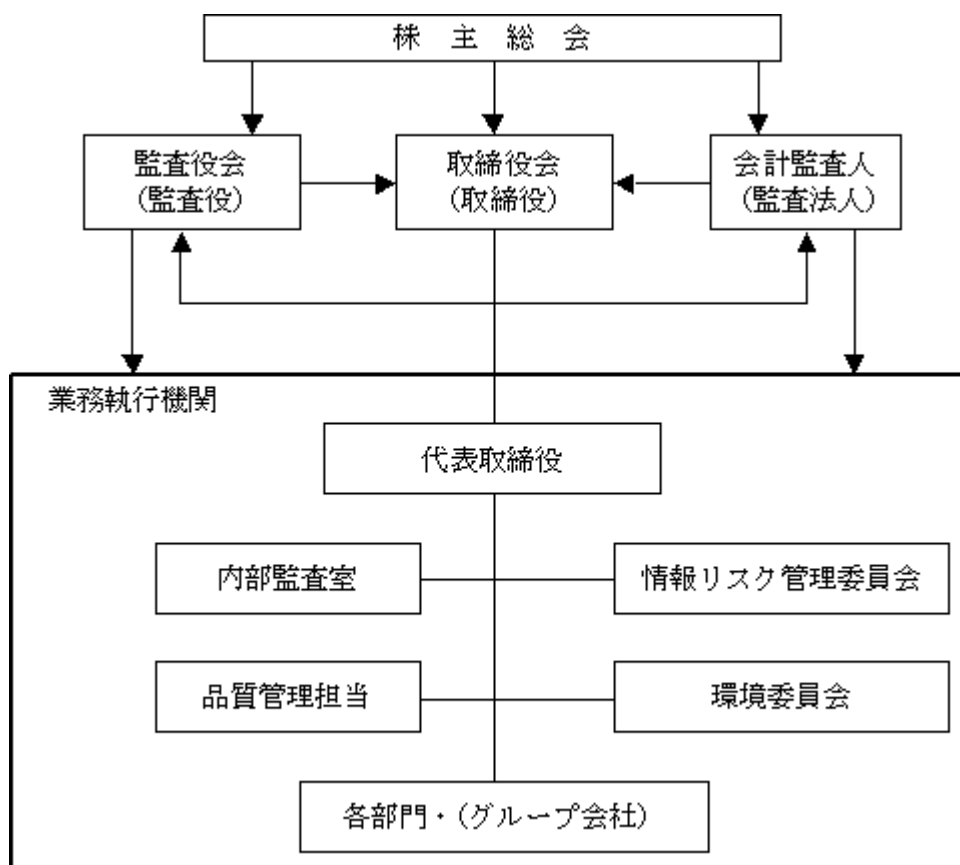 株 主 総 会
監査役会
(監査役)
取締役会
(取締役)
会計監査人
(監査法人)
業務執行機関
代表取締役
内部監査室
情報リスク管理委員会
品質管理担当
環境委員会
各部門・(グループ会社)